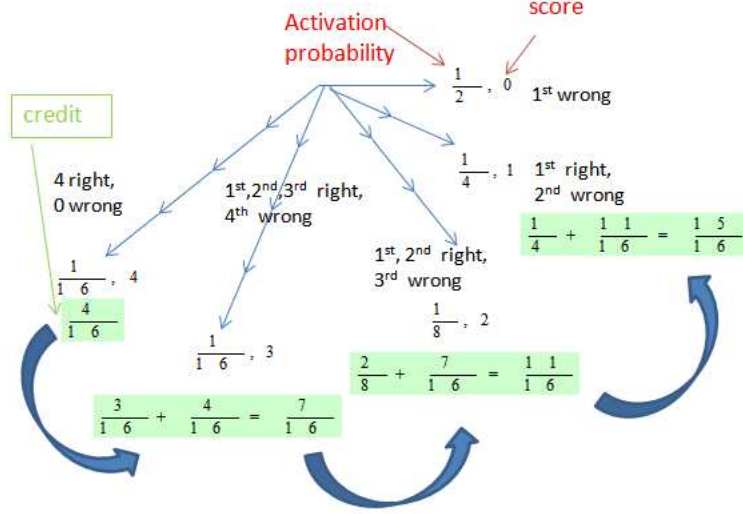 score
Activation
probability
1/2 , 0
1st wrong
credit
4 right,
0 wrong
1st,2nd,3rd right,
4th wrong
1/4 , 1
1st right,
2nd wrong
1/4 + 11/16 = 15/16
1st, 2nd right,
3rd wrong
1/16 , 4
4/16
1/8 , 2
1/16 , 3
2/8 + 7/16 = 11/16
3/16 + 4/16 = 7/16